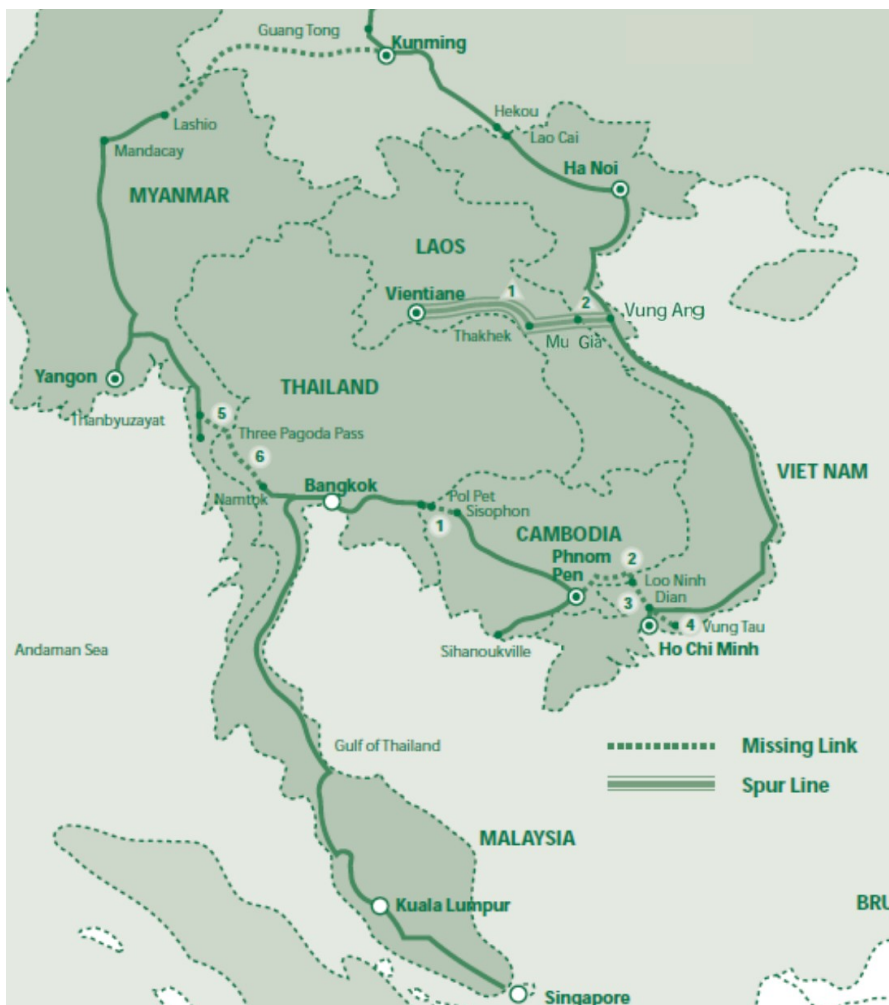 Guang Tong
Kunming
Hekou
Lashio
Lao Cai
Mandacay
Ha Noi
MYANMAR
LAOS
1
Vientiane
2
Vung Ang
Thakhek
Mu Gia
Yangon
THAILAND
5
Thanbyuzayat
Three Pagoda Pass
6
VIET NAM
Bangkok
Namtok
Pol Pet
1
Sisophon
CAMBODIA
Phnom
Pen
2
Loo Ninh
Dian
3
4
Vung Tau
Sihanoukville
Ho Chi Minh
Andaman Sea
Gulf of Thailand
Missing Link
Spur Line
MALAYSIA
Kuala Lumpur
BRU
Singapore